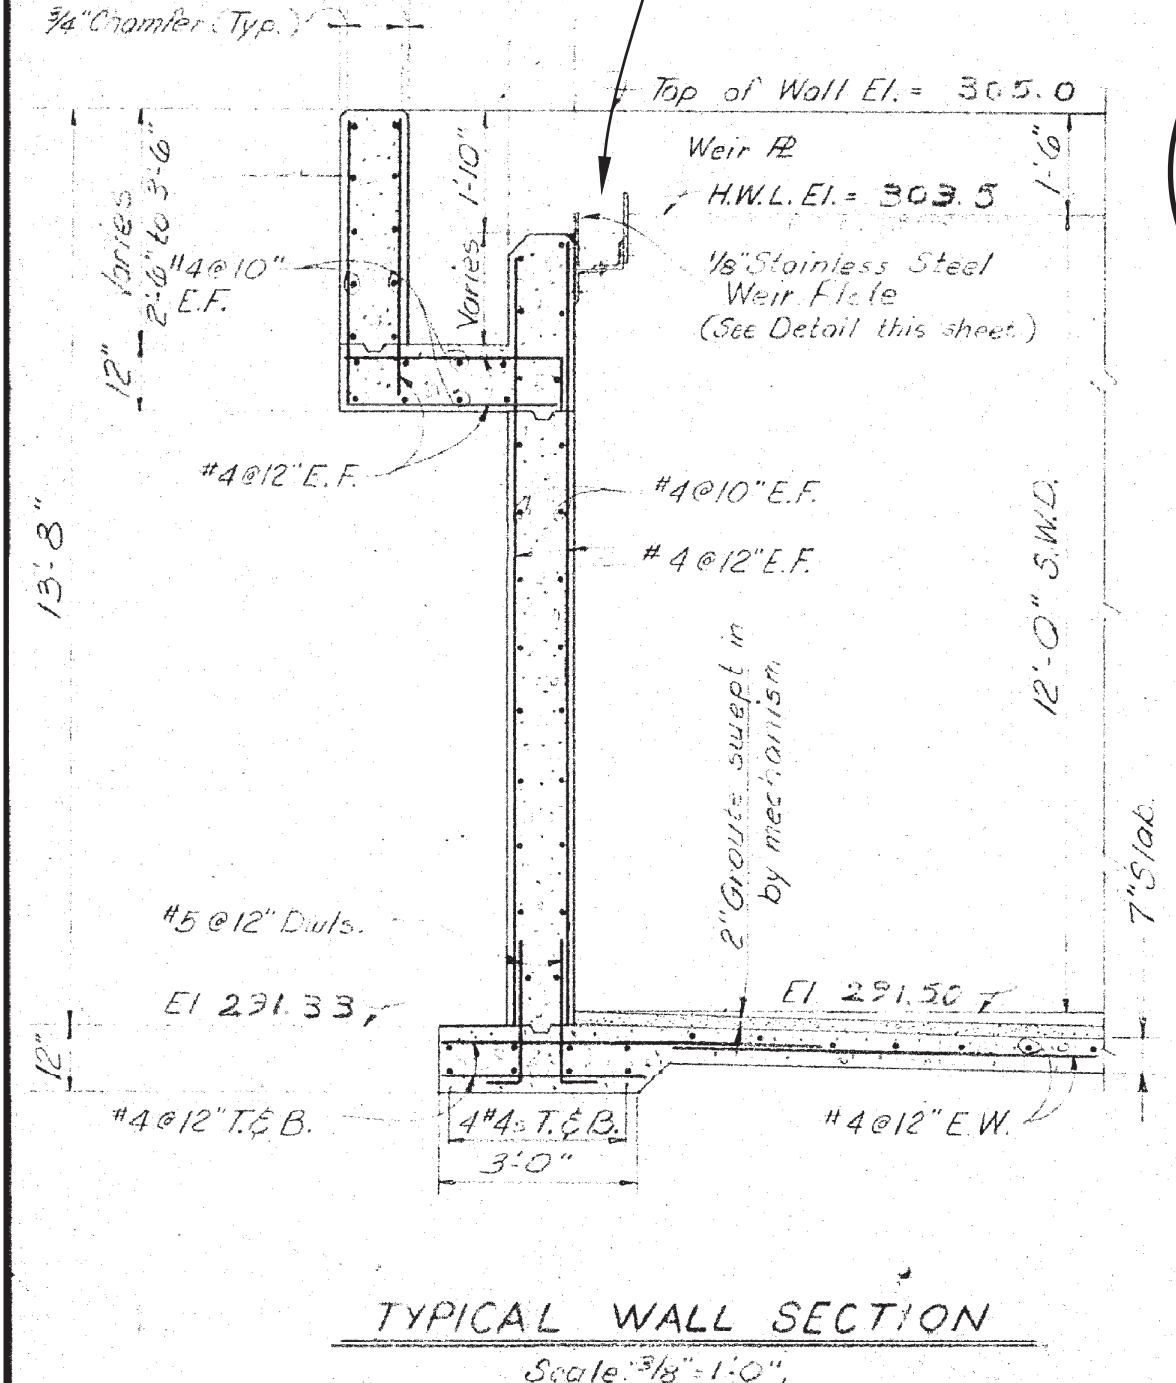 3/4" Chamfer (Typ.)
Top of Wall El. = 305.0
Weir PL
H.W.L. El. = 303.5
1'-6"
1/8" Stainless Steel
Weir Plate
(See Detail this sheet)
Varies
2'-6" to 3'-6"
12"
1'-10"
Varies
#4@10"
E.F.
#4@12" E.F.
#4@10" E.F.
#4@12" E.F.
13'-8"
12'-0" S.W.D.
2" Grout swept in
by mechanism.
7" Slab.
#5@12" Dwls.
El 291.33
El 291.50
12"
#4@12" T.& B.
4#4s T.& B.
#4@12" E.W.
3'-0"
TYPICAL WALL SECTION
Scale: 3/8"=1'-0"